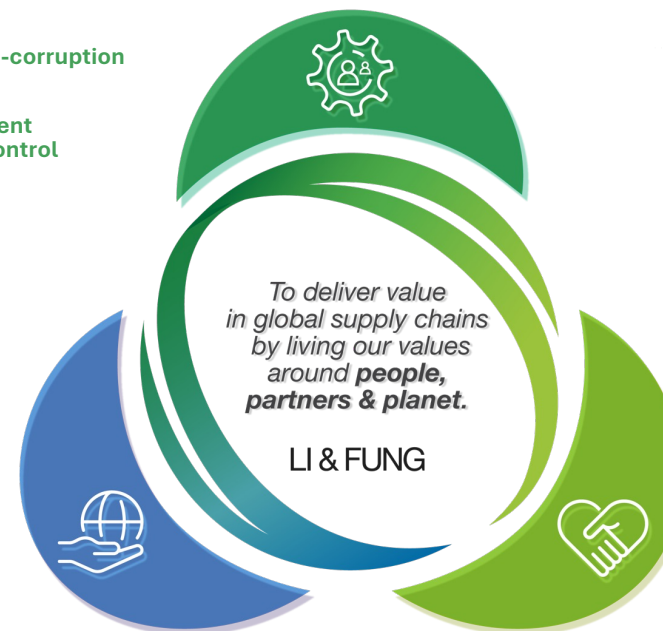 -corruption
ent
ontrol
To deliver value
in global supply chains
by living our values
around people,
partners & planet.
LI & FUNG